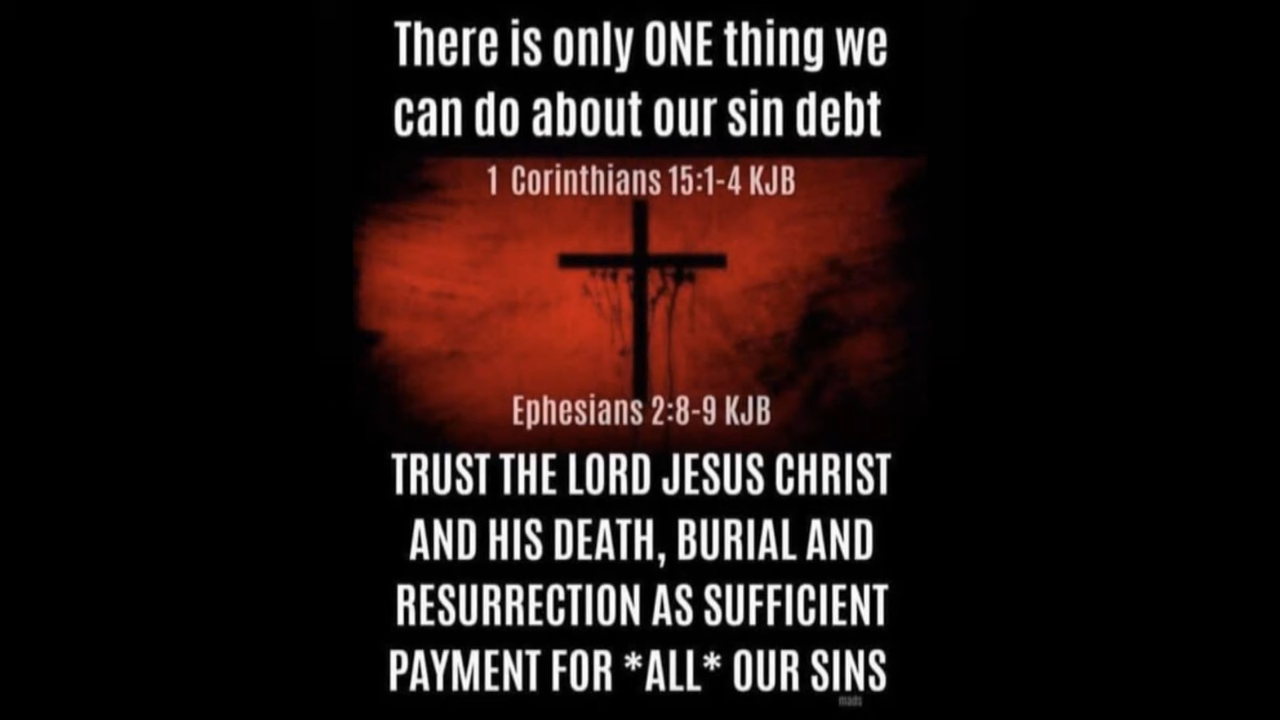 There is only ONE thing we
can do about our sin debt
1 Corinthians 15:1-4 KJB
Ephesians 2:8-9 KJB
TRUST THE LORD JESUS CHRIST
AND HIS DEATH, BURIAL AND
RESURRECTION AS SUFFICIENT
PAYMENT FOR *ALL* OUR SINS
mads